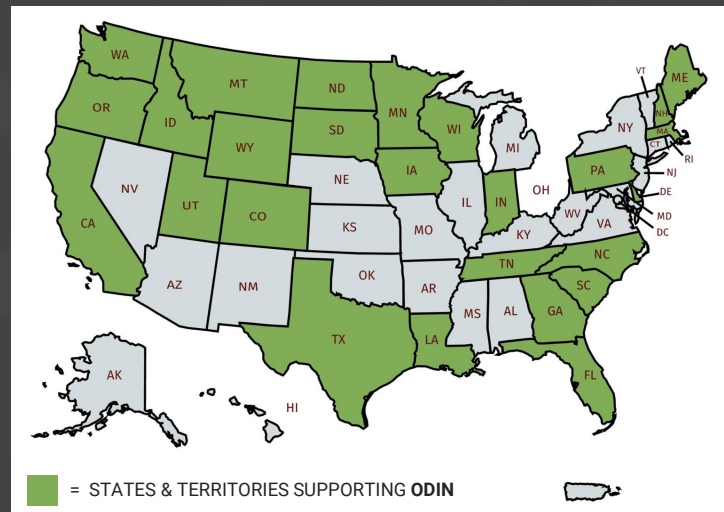 WA
MT
ND
MN
ME
VT
OR
ID
SD
WI
MI
NY
NH
MA
CT
RI
WY
IA
PA
NJ
NE
OH
DE
NV
UT
CO
IL
IN
WV
MD
CA
KS
MO
KY
VA
DC
TN
NC
AZ
NM
OK
AR
SC
MS
AL
GA
TX
LA
FL
AK
HI
= STATES & TERRITORIES SUPPORTING ODIN